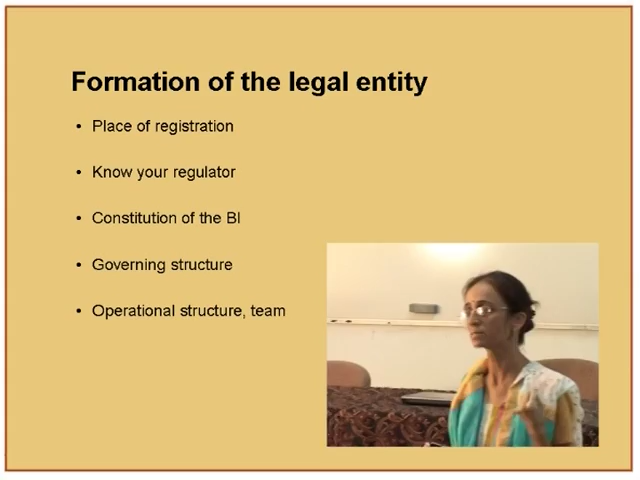 Formation of the legal entity
• Place of registration
• Know your regulator
• Constitution of the BI
• Governing structure
• Operational structure, team